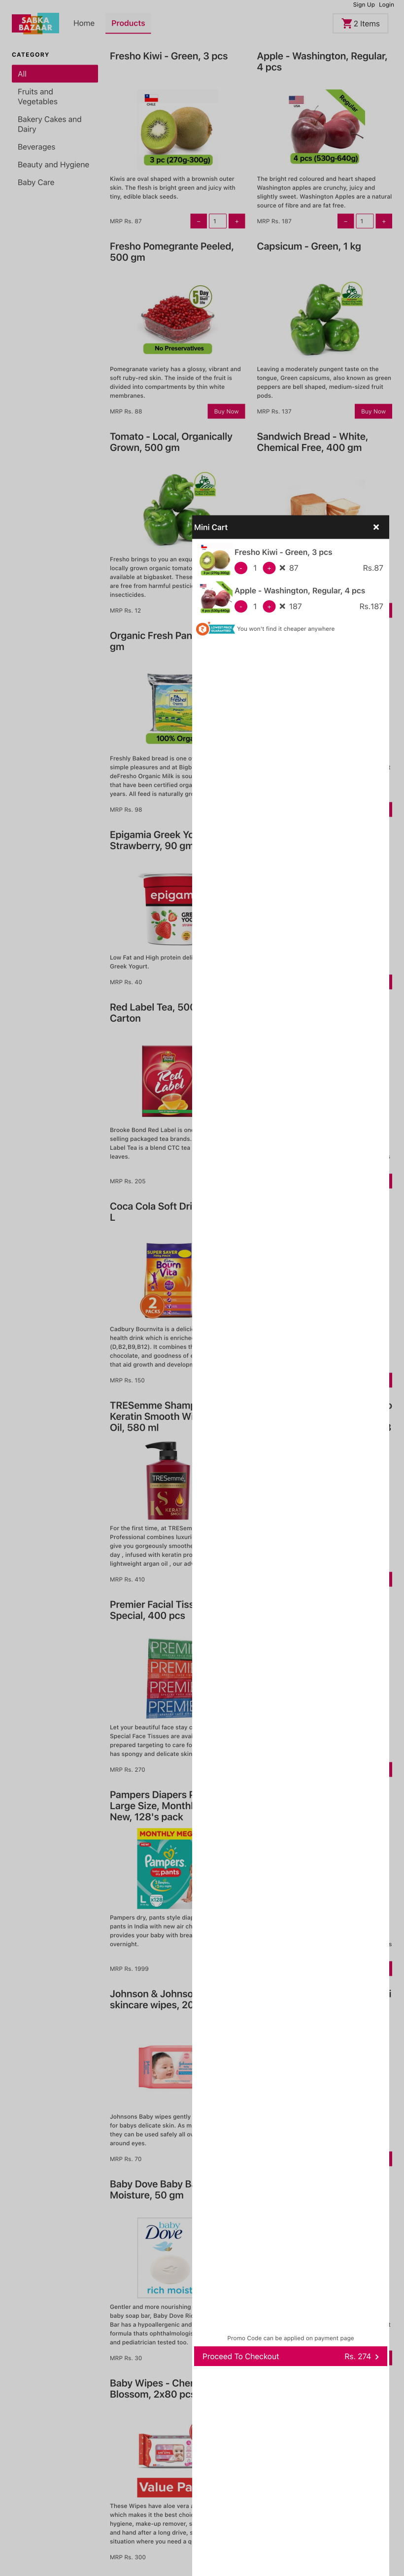 Sign Up Login
SABKA
BAZAAR
Home
Products
2 Items
CATEGORY
All
Fruits and
Vegetables
Bakery Cakes and
Dairy
Beverages
Beauty and Hygiene
Baby Care
Fresho Kiwi - Green, 3 pcs
CHILE
3 pc (270g-300g)
Kiwis are oval shaped with a brownish outer
skin. The flesh is bright green and juicy with
tiny, edible black seeds.
MRP Rs. 87
- 1 +
Apple - Washington, Regular,
4 pcs
USA
Regular
4 pcs (530g-640g)
The bright red coloured and heart shaped
Washington apples are crunchy, juicy and
slightly sweet. Washington Apples are a natural
source of fibre and are fat free.
MRP Rs. 187
- 1 +
Fresho Pomegrante Peeled,
500 gm
5 Day
No Preservatives
Pomegranate variety has a glossy, vibrant and
soft ruby-red skin. The inside of the fruit is
divided into compartments by thin white
membranes.
MRP Rs. 88
Buy Now
Capsicum - Green, 1 kg
Leaving a moderately pungent taste on the
tongue, Green capsicums, also known as green
peppers are bell shaped, medium-sized fruit
pods.
MRP Rs. 137
Buy Now
Tomato - Local, Organically
Grown, 500 gm
Fresho brings to you an exqu
locally grown organic tomato
available at bigbasket. These
are free from harmful pestici
insecticides.
MRP Rs. 12
Sandwich Bread - White,
Chemical Free, 400 gm
Mini Cart
✖
Fresho Kiwi - Green, 3 pcs
- 1 + ✖ 87
Rs.87
Apple - Washington, Regular, 4 pcs
- 1 + ✖ 187
Rs.187
You won't find it cheaper anywhere
Organic Fresh Pan
gm
100% Orga
Freshly Baked bread is one o
simple pleasures and at Bigb
deFresho Organic Milk is sou
that have been certified orga
years. All feed is naturally gr
MRP Rs. 98
Epigamia Greek Yo
Strawberry, 90 gm
epigam
GRE
YOG
Low Fat and High protein deli
Greek Yogurt.
MRP Rs. 40
Red Label Tea, 500
Carton
Red
Label
Brooke Bond Red Label is one
selling packaged tea brands.
Label Tea is a blend CTC tea
leaves.
MRP Rs. 205
Coca Cola Soft Dri
L
SUPER SAVER
Bourn
Vita
2
PACKS
Cadbury Bournvita is a delici
health drink which is enriche
(D,B2,B9,B12). It combines th
chocolate, and goodness of
that aid growth and developm
MRP Rs. 150
TRESemme Shamp
Keratin Smooth Wi
Oil, 580 ml
TRESemmé
KERATIN
For the first time, at TRESem
Professional combines luxuri
give you gorgeously smoothe
day , infused with keratin pro
lightweight argan oil , our adv
MRP Rs. 410
Premier Facial Tiss
Special, 400 pcs
PREMIE
PREMIE
PREMIE
PREMIE
Let your beautiful face stay c
Special Face Tissues are avai
prepared targeting to care fo
has spongy and delicate skin
MRP Rs. 270
Pampers Diapers P
Large Size, Monthl
New, 128's pack
MONTHLY MEG
Pampers
pants
L
Pampers dry, pants style diap
pants in India with new air ch
provides your baby with brea
overnight.
MRP Rs. 1999
Johnson & Johnso
skincare wipes, 20
Johnsons Baby wipes gently
for babys delicate skin. As m
they can be used safely all o
around eyes.
MRP Rs. 70
Baby Dove Baby B
Moisture, 50 gm
baby
Dove
rich moist
Gentler and more nourishing
baby soap bar, Baby Dove Ric
Bar has a hypoallergenic and
formula thats ophthalmologi
and pediatrician tested too.
MRP Rs. 30
Promo Code can be applied on payment page
Proceed To Checkout
Rs. 274 >
Baby Wipes - Cher
Blossom, 2x80 pcs
Value Pa
These Wipes have aloe vera a
which makes it the best choic
hygiene, make-up remover, s
and hand after a long drive, s
situation where you need a q
MRP Rs. 300